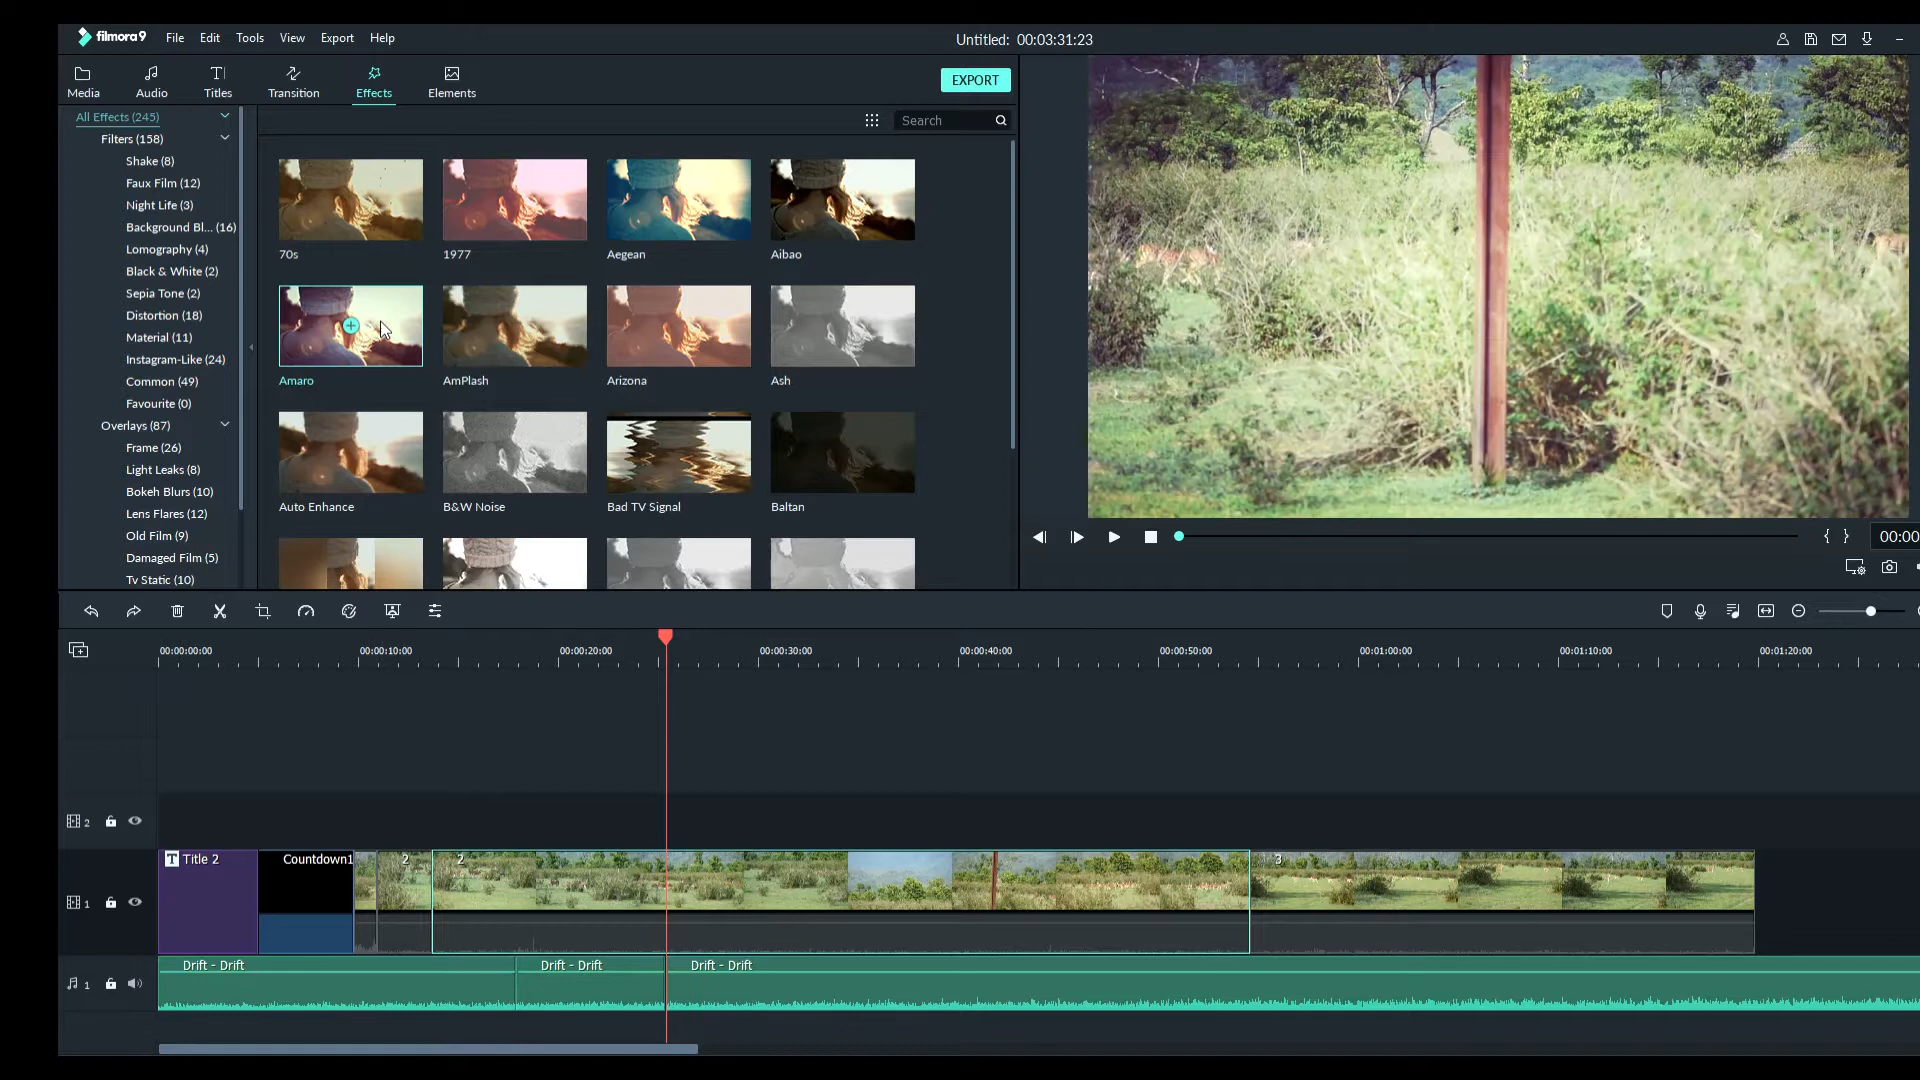 filmora9 File Edit Tools View Export Help Untitled: 00:03:31:23
Media Audio Titles Transition Effects Elements EXPORT
All Effects (245)
Filters (158)
Shake (8)
Faux Film (12)
Night Life (3)
Background Bl... (16)
Lomography (4)
Black & White (2)
Sepia Tone (2)
Distortion (18)
Material (11)
Instagram-Like (24)
Common (49)
Favourite (0)
Overlays (87)
Frame (26)
Light Leaks (8)
Bokeh Blurs (10)
Lens Flares (12)
Old Film (9)
Damaged Film (5)
Tv Static (10)
Search
70s 1977 Aegean Aibao
Amaro AmPlash Arizona Ash
Auto Enhance B&W Noise Bad TV Signal Baltan
{ } 00:00
00:00:00:00 00:00:10:00 00:00:20:00 00:00:30:00 00:00:40:00 00:00:50:00 00:01:00:00 00:01:10:00 00:01:20:00
2
T Title 2 Countdown1 2 2 3
1
Drift - Drift Drift - Drift Drift - Drift
1